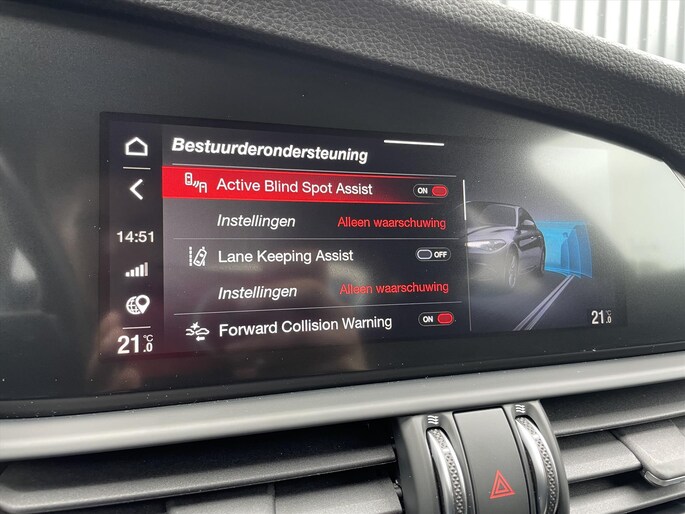 Bestuurderondersteuning
Active Blind Spot Assist ON
Instellingen Alleen waarschuwing
14:51
Lane Keeping Assist OFF
Instellingen Alleen waarschuwing
Forward Collision Warning ON
21.0 °C
21.0 °C